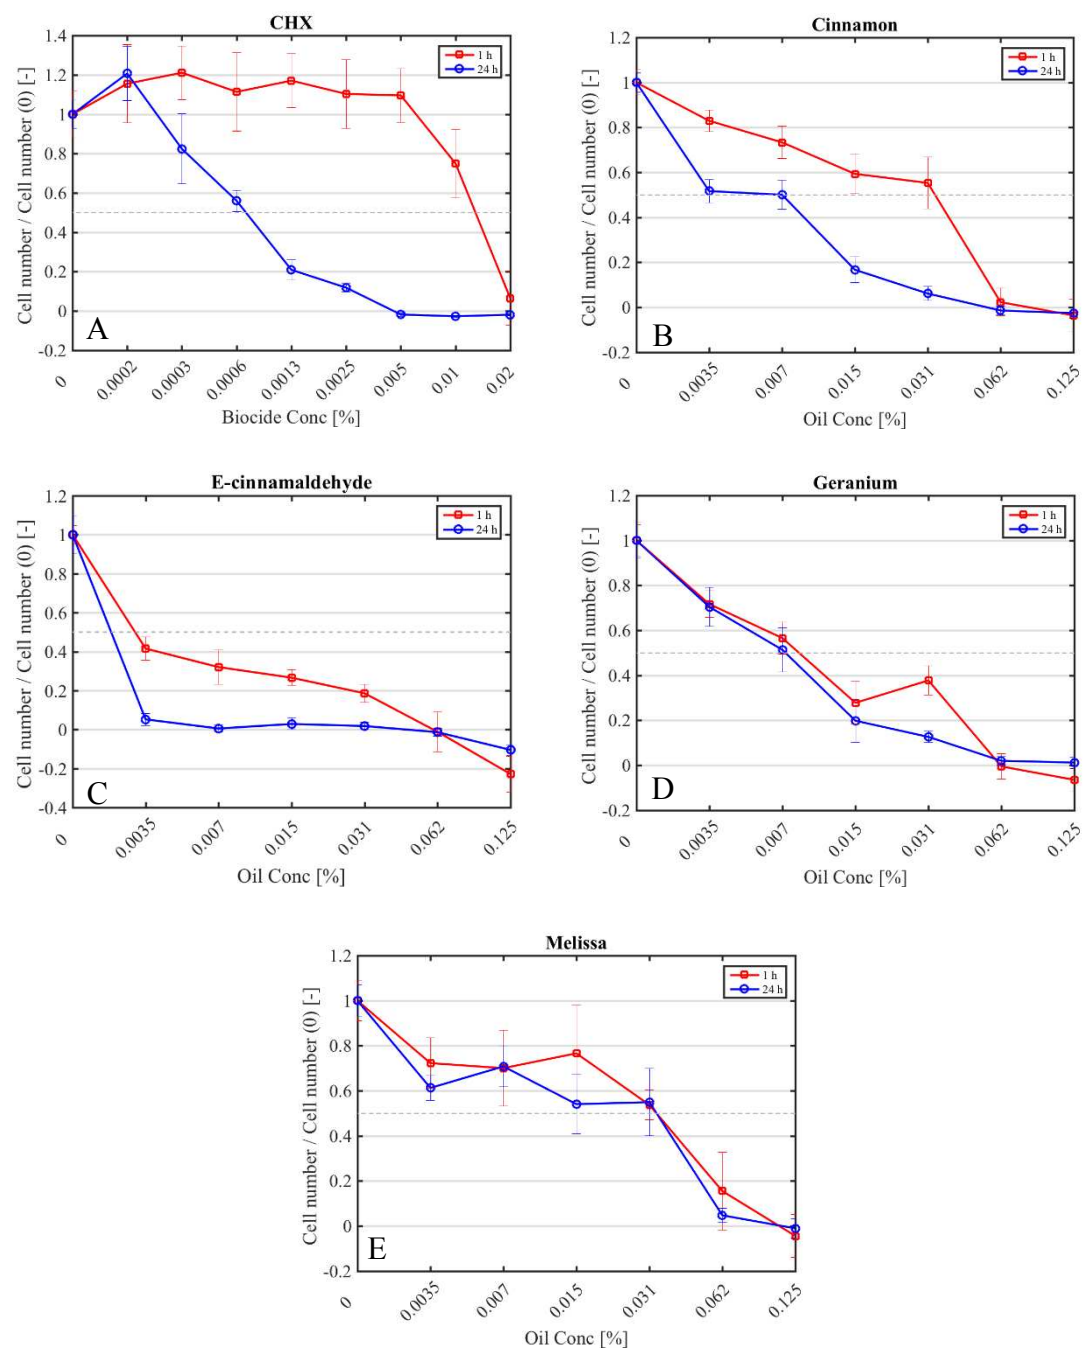 CHX
Cell number / Cell number (0) [-]
1.4
1.2
1
0.8
0.6
0.4
0.2
0
-0.2
1 h
24 h
A
0
0.0002
0.0003
0.0006
0.0013
0.0025
0.005
0.01
0.02
Biocide Conc [%]
Cinnamon
Cell number / Cell number (0) [-]
1.2
1
0.8
0.6
0.4
0.2
0
-0.2
1 h
24 h
B
0
0.0035
0.007
0.015
0.031
0.062
0.125
Oil Conc [%]
E-cinnamaldehyde
Cell number / Cell number (0) [-]
1.2
1
0.8
0.6
0.4
0.2
0
-0.2
-0.4
1 h
24 h
C
0
0.0035
0.007
0.015
0.031
0.062
0.125
Oil Conc [%]
Geranium
Cell number / Cell number (0) [-]
1.2
1
0.8
0.6
0.4
0.2
0
-0.2
1 h
24 h
D
0
0.0035
0.007
0.015
0.031
0.062
0.125
Oil Conc [%]
Melissa
Cell number / Cell number (0) [-]
1.2
1
0.8
0.6
0.4
0.2
0
-0.2
1 h
24 h
E
0
0.0035
0.007
0.015
0.031
0.062
0.125
Oil Conc [%]